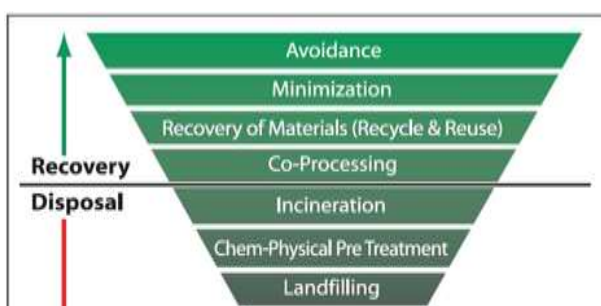 Avoidance
Minimization
Recovery of Materials (Recycle & Reuse)
Co-Processing
Recovery
Disposal
Incineration
Chem-Physical Pre Treatment
Landfilling